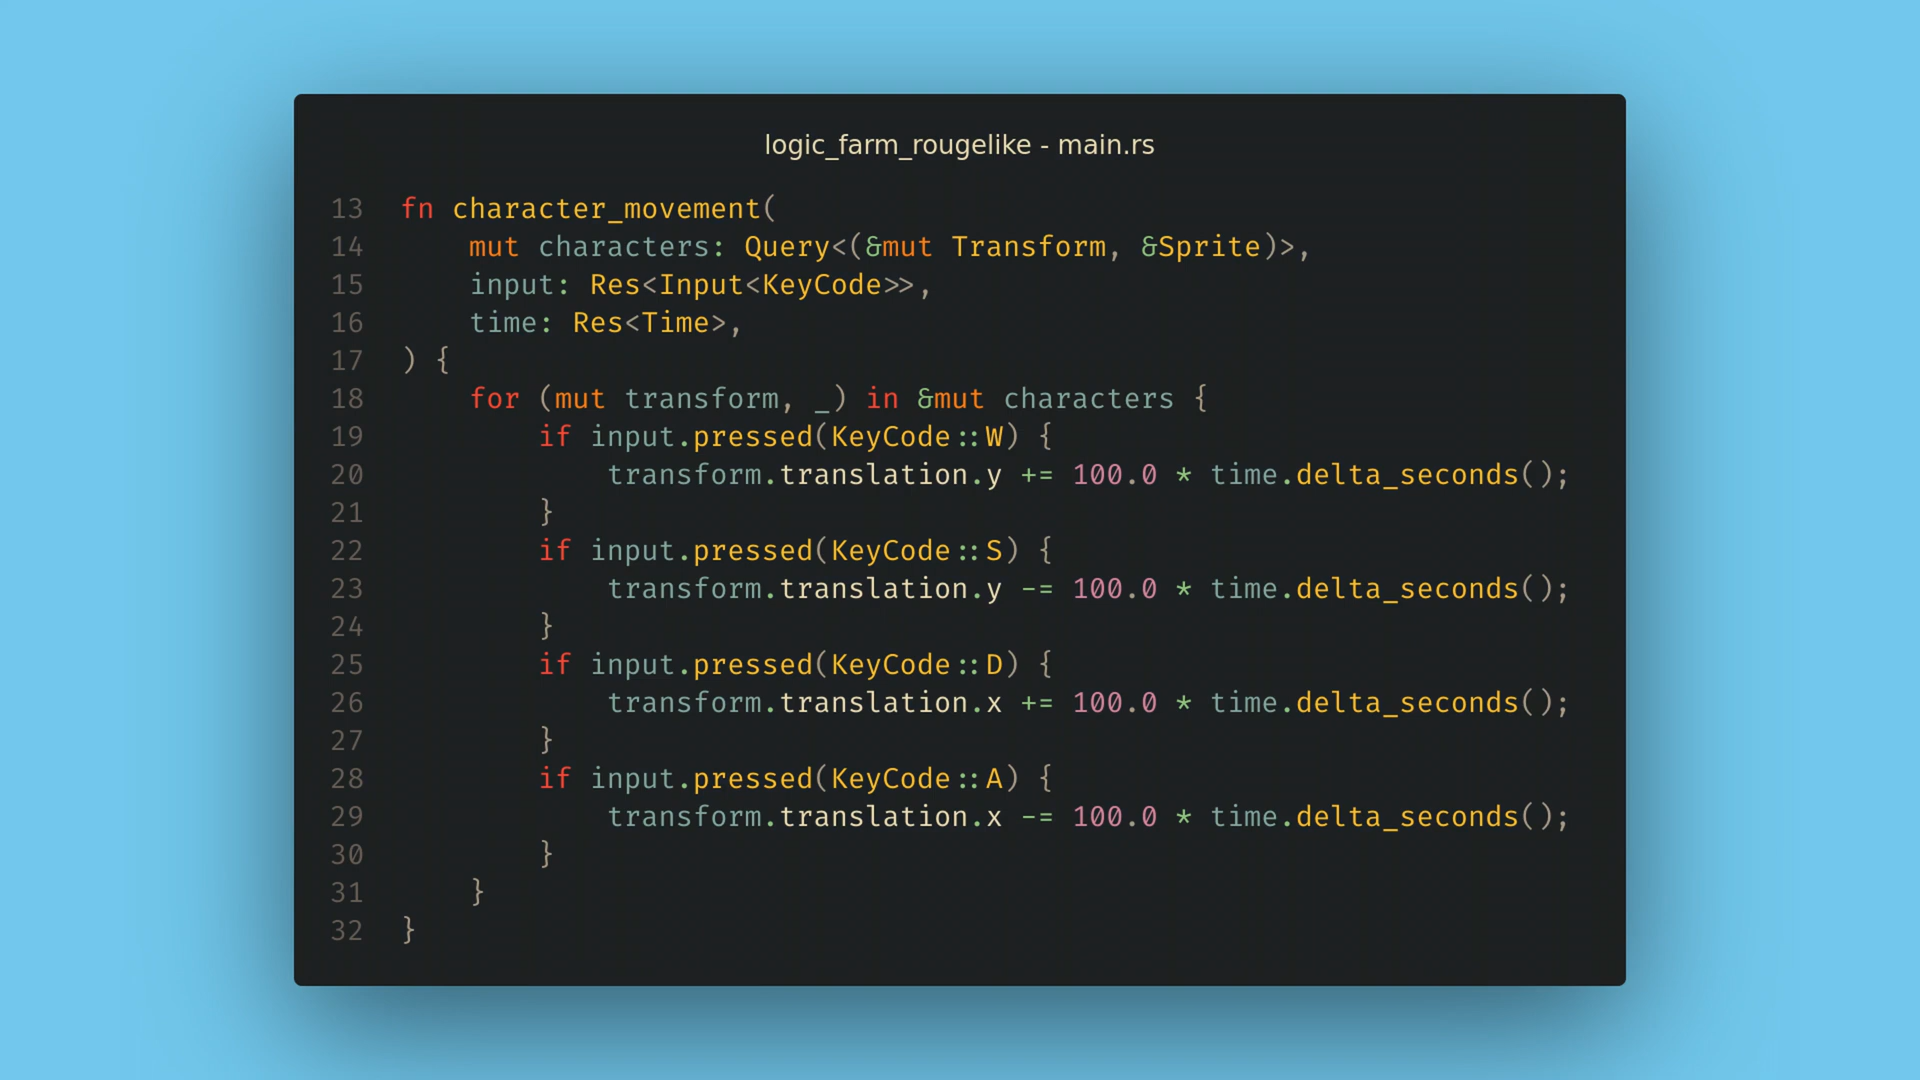 logic_farm_rougelike - main.rs
13 fn character_movement(
14     mut characters: Query<(&mut Transform, &Sprite)>,
15     input: Res<Input<KeyCode>>,
16     time: Res<Time>,
17 ) {
18     for (mut transform, _) in &mut characters {
19         if input.pressed(KeyCode::W) {
20             transform.translation.y += 100.0 * time.delta_seconds();
21         }
22         if input.pressed(KeyCode::S) {
23             transform.translation.y -= 100.0 * time.delta_seconds();
24         }
25         if input.pressed(KeyCode::D) {
26             transform.translation.x += 100.0 * time.delta_seconds();
27         }
28         if input.pressed(KeyCode::A) {
29             transform.translation.x -= 100.0 * time.delta_seconds();
30         }
31     }
32 }